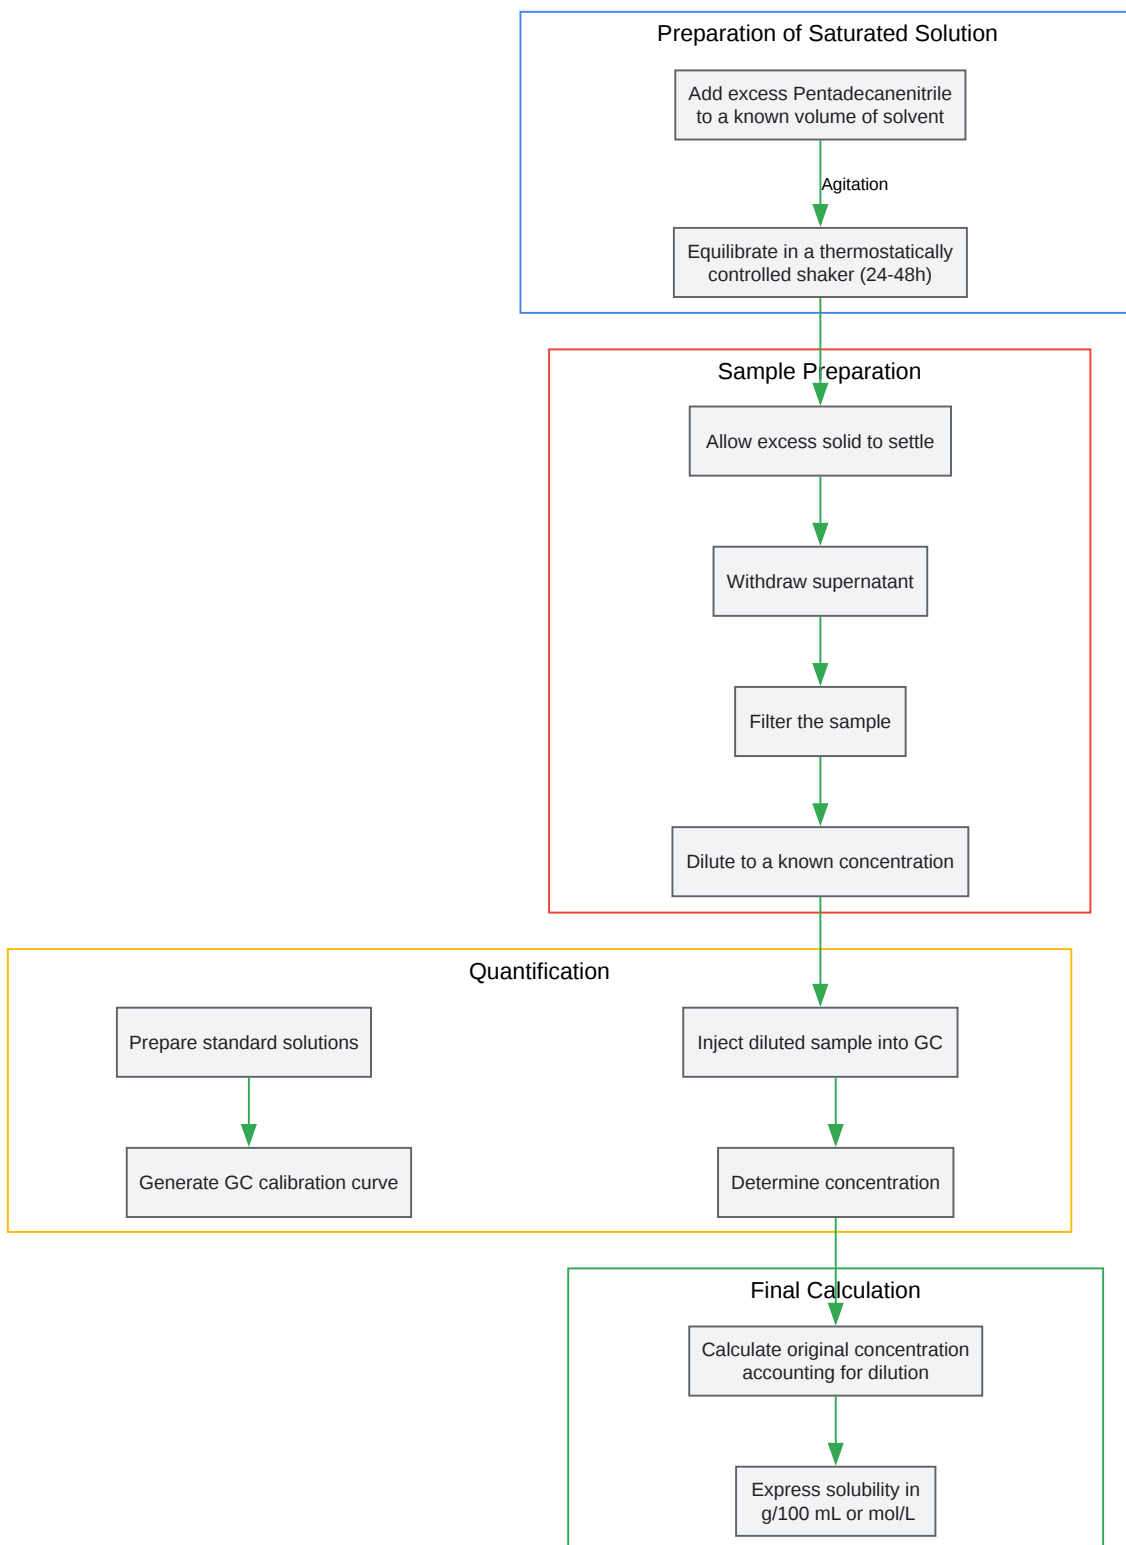 Preparation of Saturated Solution
Add excess Pentadecanenitrile
to a known volume of solvent
Agitation
Equilibrate in a thermostatically
controlled shaker (24-48h)
Sample Preparation
Allow excess solid to settle
Withdraw supernatant
Filter the sample
Dilute to a known concentration
Quantification
Prepare standard solutions
Inject diluted sample into GC
Generate GC calibration curve
Determine concentration
Final Calculation
Calculate original concentration
accounting for dilution
Express solubility in
g/100 mL or mol/L